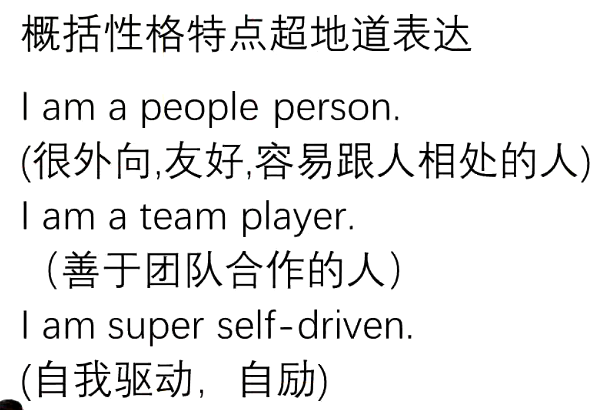 概括性格特点超地道表达
I am a people person.
(很外向,友好,容易跟人相处的人)
I am a team player.
（善于团队合作的人）
I am super self-driven.
(自我驱动，自励)